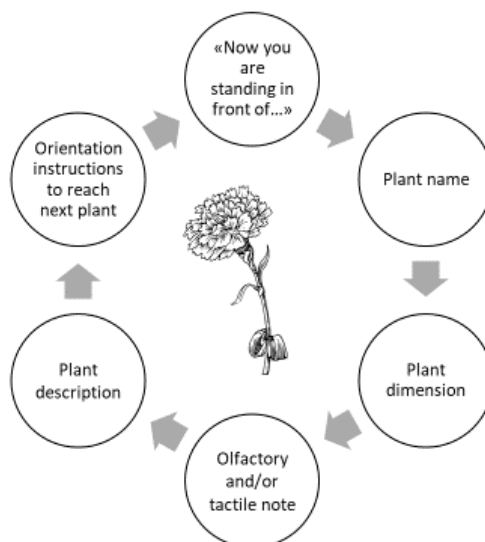 «Now you
are
standing in
front of...»
Plant name
Plant
dimension
Olfactory
and/or
tactile note
Plant
description
Orientation
instructions
to reach
next plant